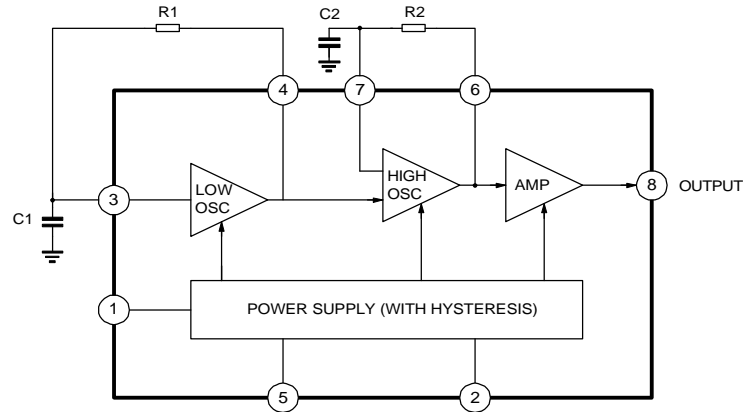 R1
C2
R2
4
7
6
LOW
OSC
HIGH
OSC
AMP
3
8
OUTPUT
C1
1
POWER SUPPLY (WITH HYSTERESIS)
5
2